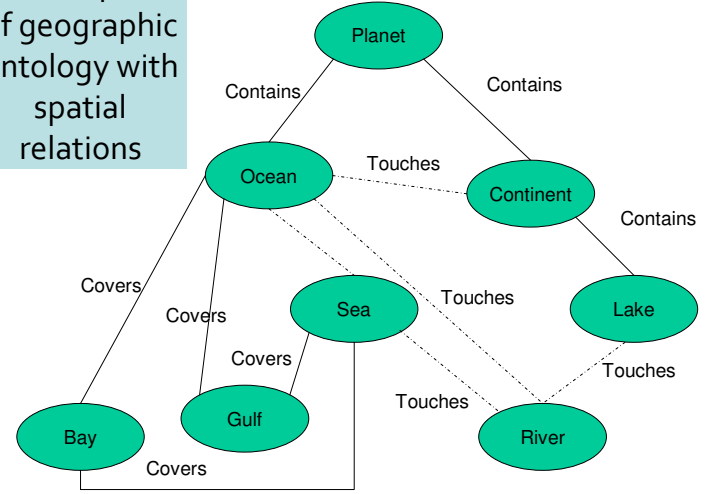 f geographic
ntology with
spatial
relations
Planet
Contains
Contains
Touches
Ocean
Continent
Contains
Covers
Covers
Sea
Touches
Lake
Covers
Touches
Touches
Gulf
Bay
River
Covers